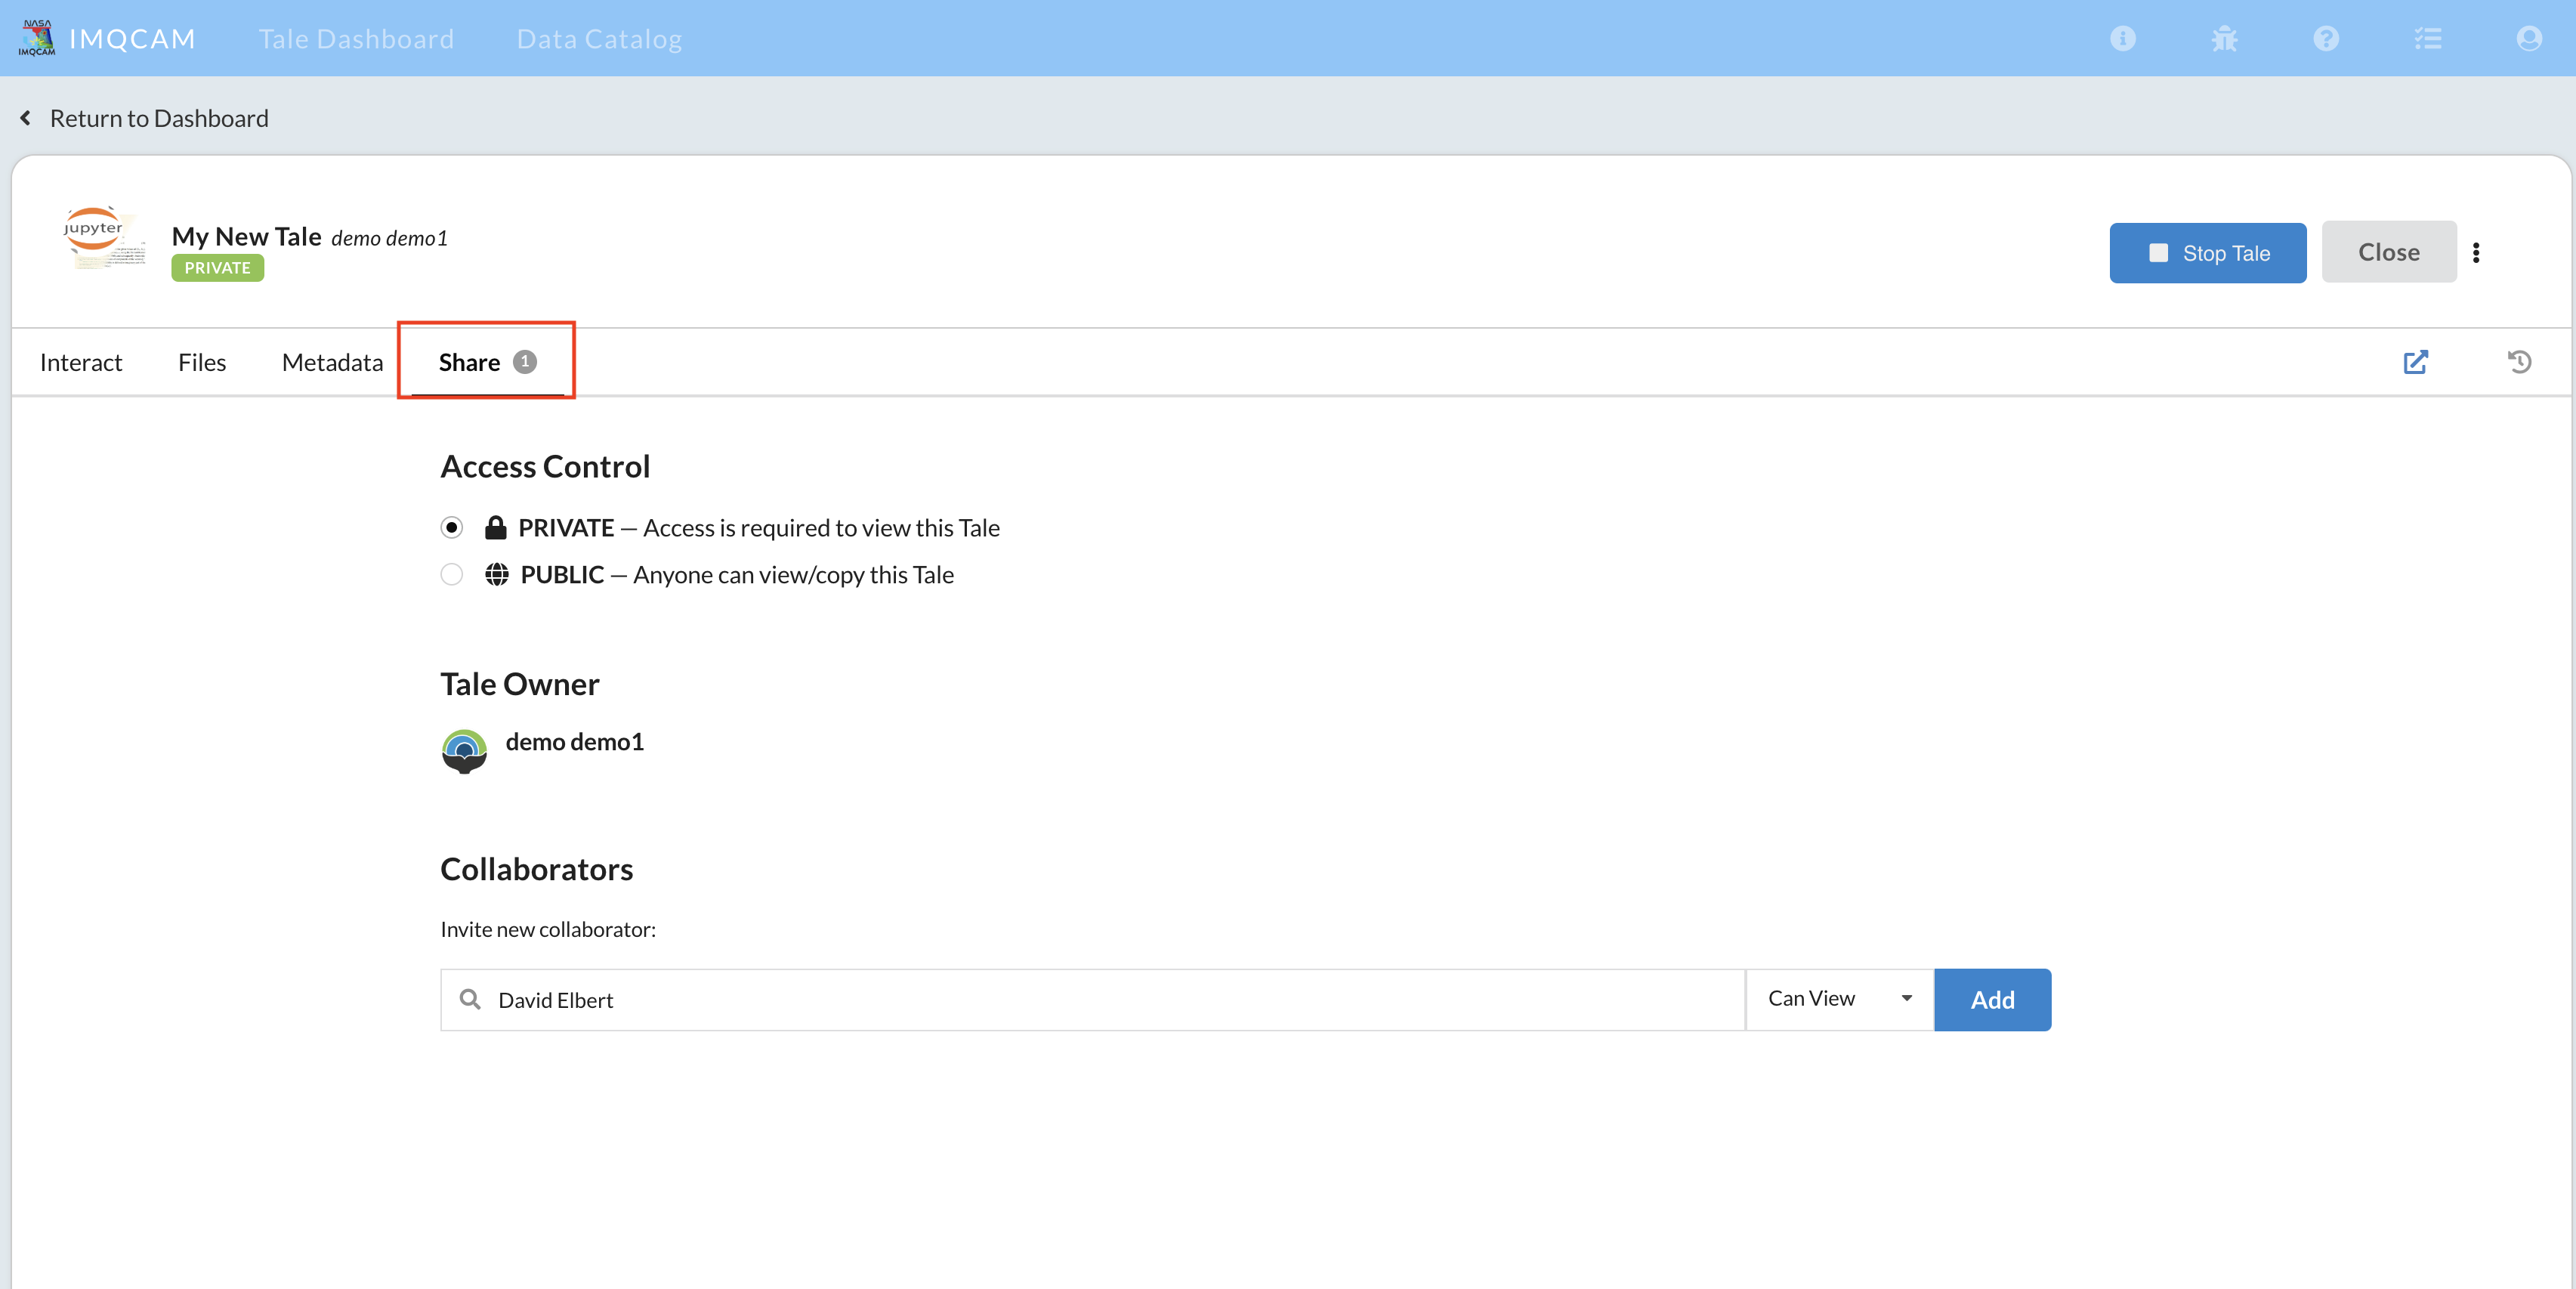 NASA
IMQCAM
IMQCAM
Tale Dashboard
Data Catalog
Return to Dashboard
jupyter
My New Tale demo demo1
PRIVATE
Stop Tale
Close
Interact
Files
Metadata
Share 1
Access Control
PRIVATE — Access is required to view this Tale
PUBLIC — Anyone can view/copy this Tale
Tale Owner
demo demo1
Collaborators
Invite new collaborator:
David Elbert
Can View
Add